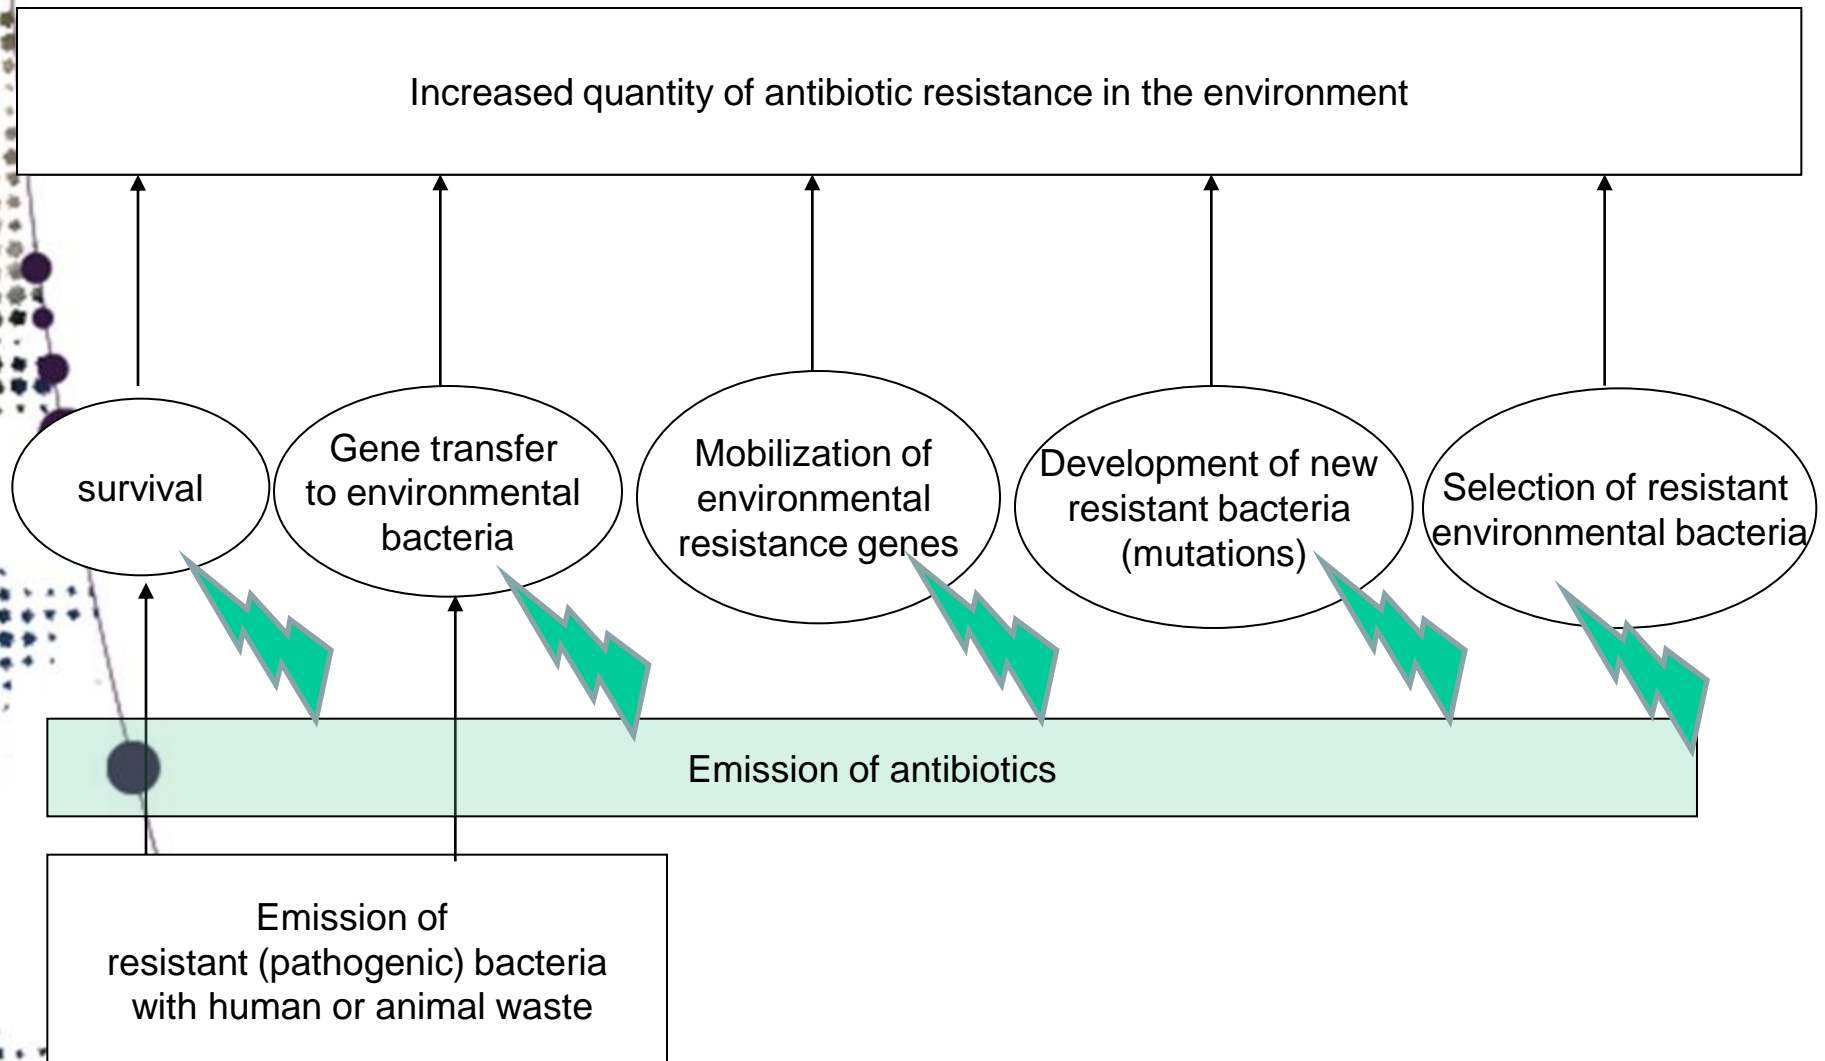 Increased quantity of antibiotic resistance in the environment
survival
Gene transfer
to environmental
bacteria
Mobilization of
environmental
resistance genes
Development of new
resistant bacteria
(mutations)
Selection of resistant
environmental bacteria
Emission of antibiotics
Emission of
resistant (pathogenic) bacteria
with human or animal waste